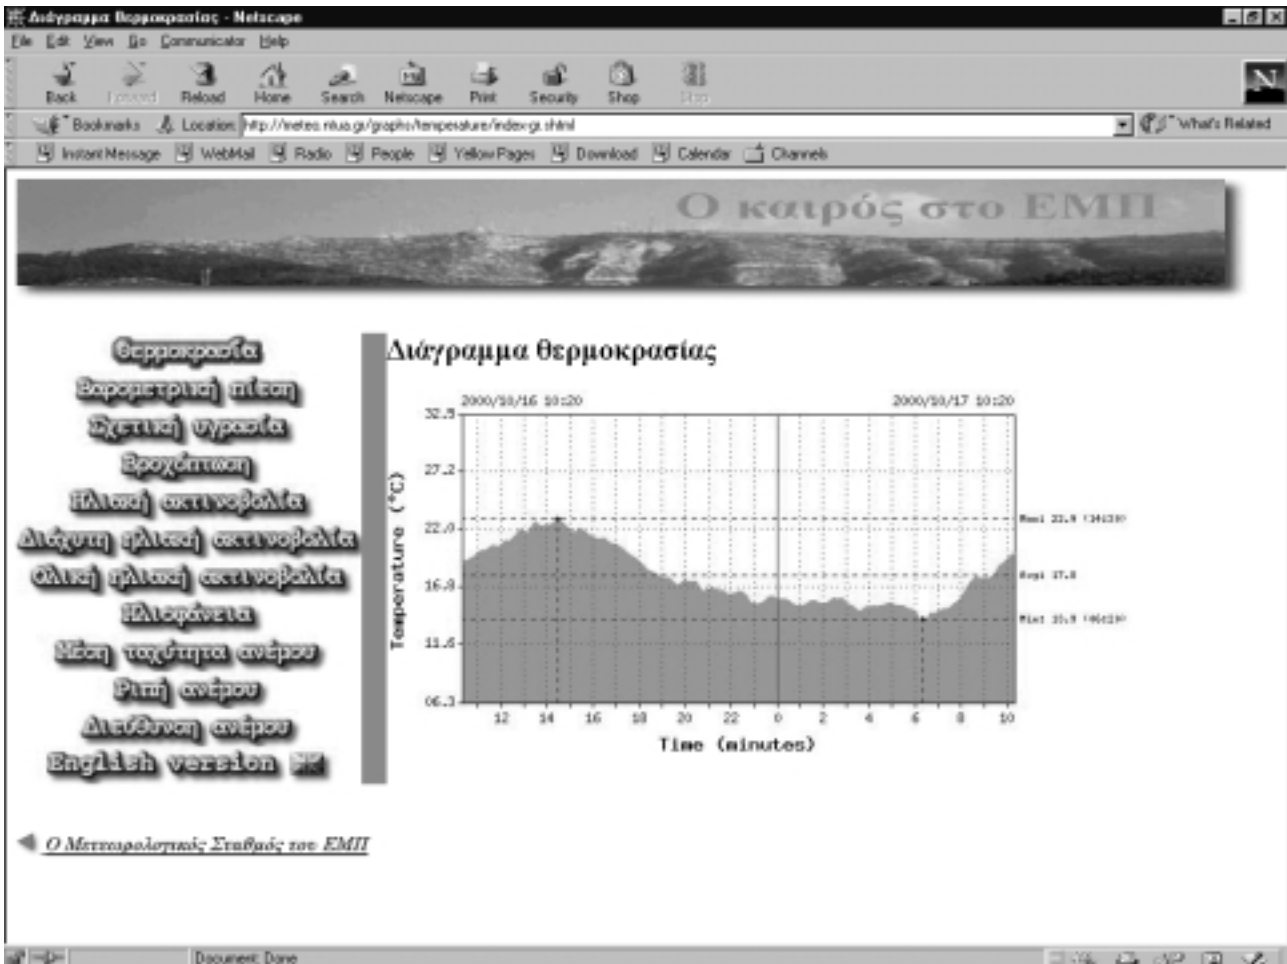 Διάγραμμα θερμοκρασίας - Netscape
File Edit View Go Communicator Help
Back Forward Reload Home Search Netscape Print Security Shop Stop
Bookmarks Location: http://meteo.ntua.gr/graphs/temperature/index-gr.shtml What's Related
Instant Message WebMail Radio People Yellow Pages Download Calendar Channels
Ο καιρός στο ΕΜΠ
Θερμοκρασία
Βαρομετρική πίεση
Σχετική υγρασία
Βροχόπτωση
Ηλιακή ακτινοβολία
Διάχυτη ηλιακή ακτινοβολία
Ολική ηλιακή ακτινοβολία
Ηλιοφάνεια
Μέση ταχύτητα ανέμου
Ριπή ανέμου
Διεύθυνση ανέμου
English version
Διάγραμμα θερμοκρασίας
2000/10/16 10:20 2000/10/17 10:20
32.5
27.2
22.0
16.8
11.6
06.3
Temperature (°C)
12 14 16 18 20 22 0 2 4 6 8 10
Time (minutes)
Ο Μετεωρολογικός Σταθμός του ΕΜΠ
Document: Done